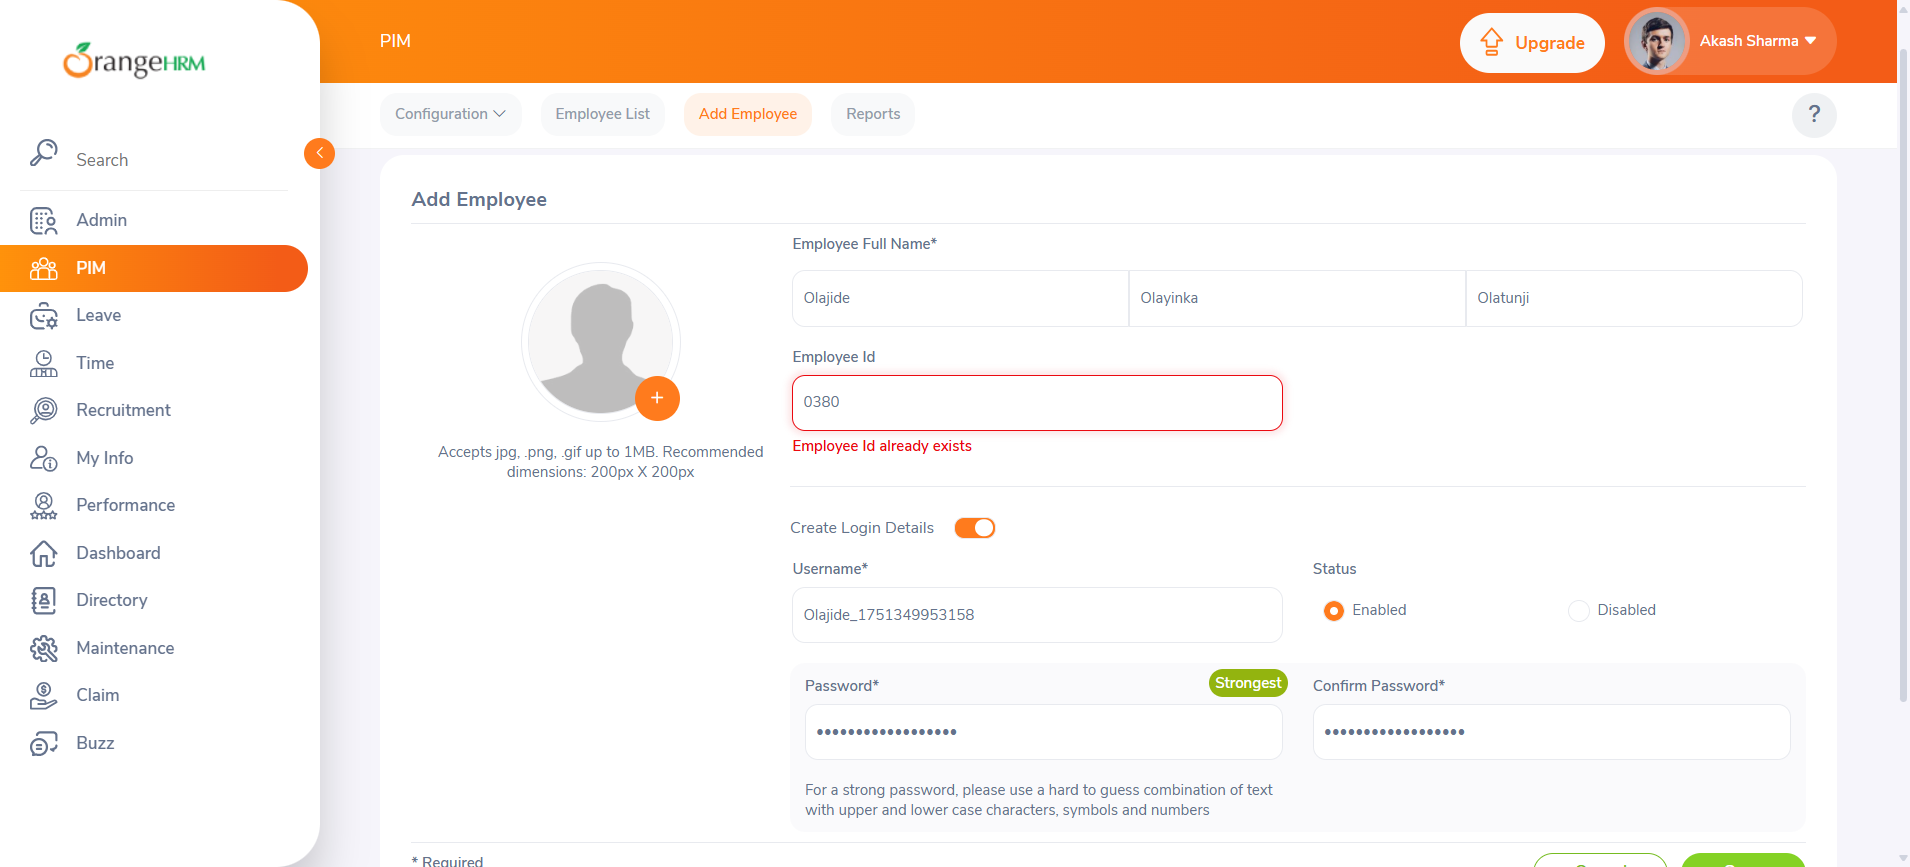 OrangeHRM
PIM
Upgrade
Akash Sharma
Configuration
Employee List
Add Employee
Reports
?
Search
Admin
PIM
Leave
Time
Recruitment
My Info
Performance
Dashboard
Directory
Maintenance
Claim
Buzz
Add Employee
Accepts jpg, .png, .gif up to 1MB. Recommended
dimensions: 200px X 200px
Employee Full Name*
Olajide
Olayinka
Olatunji
Employee Id
0380
Employee Id already exists
Create Login Details
Username*
Olajide_1751349953158
Status
Enabled
Disabled
Password*
Strongest
••••••••••••••••••
Confirm Password*
••••••••••••••••••
For a strong password, please use a hard to guess combination of text
with upper and lower case characters, symbols and numbers
* Required